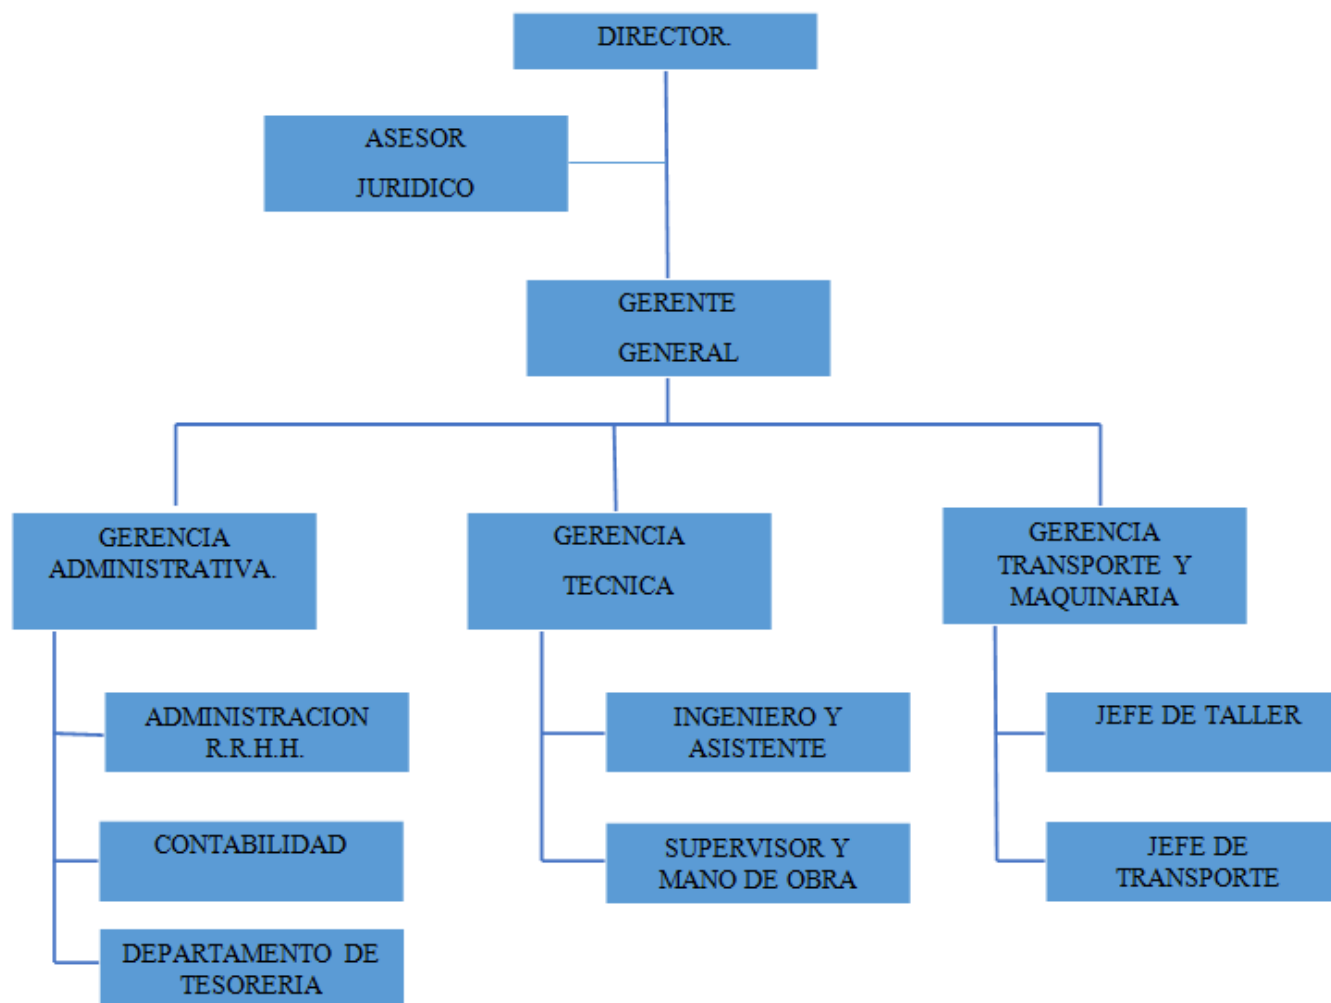 DIRECTOR.
ASESOR
JURIDICO
GERENTE
GENERAL
GERENCIA
ADMINISTRATIVA.
GERENCIA
TECNICA
GERENCIA
TRANSPORTE Y
MAQUINARIA
ADMINISTRACION
R.R.H.H.
INGENIERO Y
ASISTENTE
JEFE DE TALLER
CONTABILIDAD
SUPERVISOR Y
MANO DE OBRA
JEFE DE
TRANSPORTE
DEPARTAMENTO DE
TESORERIA